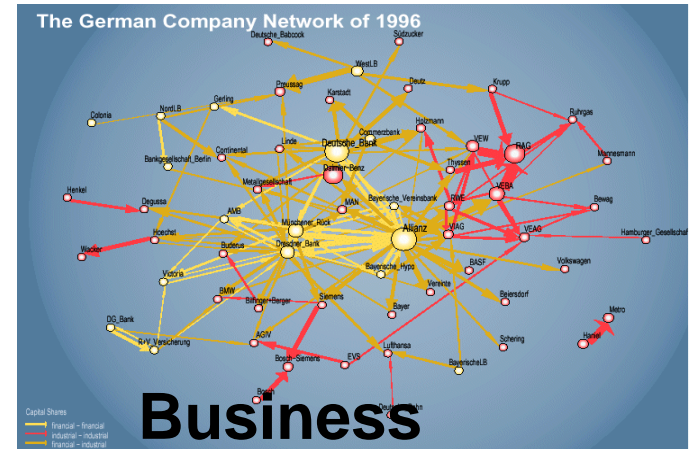 The German Company Network of 1996
Deutsche_Babcock
Südzucker
WestLB
Preussag
Deutz
Krupp
Karstadt
Gerling
NordLB
Colonia
Ruhrgas
Holzmann
Commerzbank
Deutsche_Bank
Linde
VEW
RAG
Continental
Bankgesellschaft_Berlin
Thyssen
Mannesmann
Daimler-Benz
Metallgesellschaft
VEBA
Henkel
Degussa
MAN
Bayerische_Vereinsbank
RWE
Bewag
AMB
Münchener_Rück
Allianz
VIAG
VEAG
Hamburger_Gesellschaft
Hoechst
Dresdner_Bank
Wacker
Buderus
Victoria
Bayerische_Hypo
BASF
Volkswagen
BMW
Bilfinger+Berger
Siemens
Vereinte
Beiersdorf
Bayer
Metro
DG_Bank
R+V_Versicherung
AGIV
Lufthansa
Schering
Haniel
Bosch-Siemens
EVS
BayerischeLB
Bosch
Business
Capital Shares
financial – financial
industrial – industrial
financial – industrial